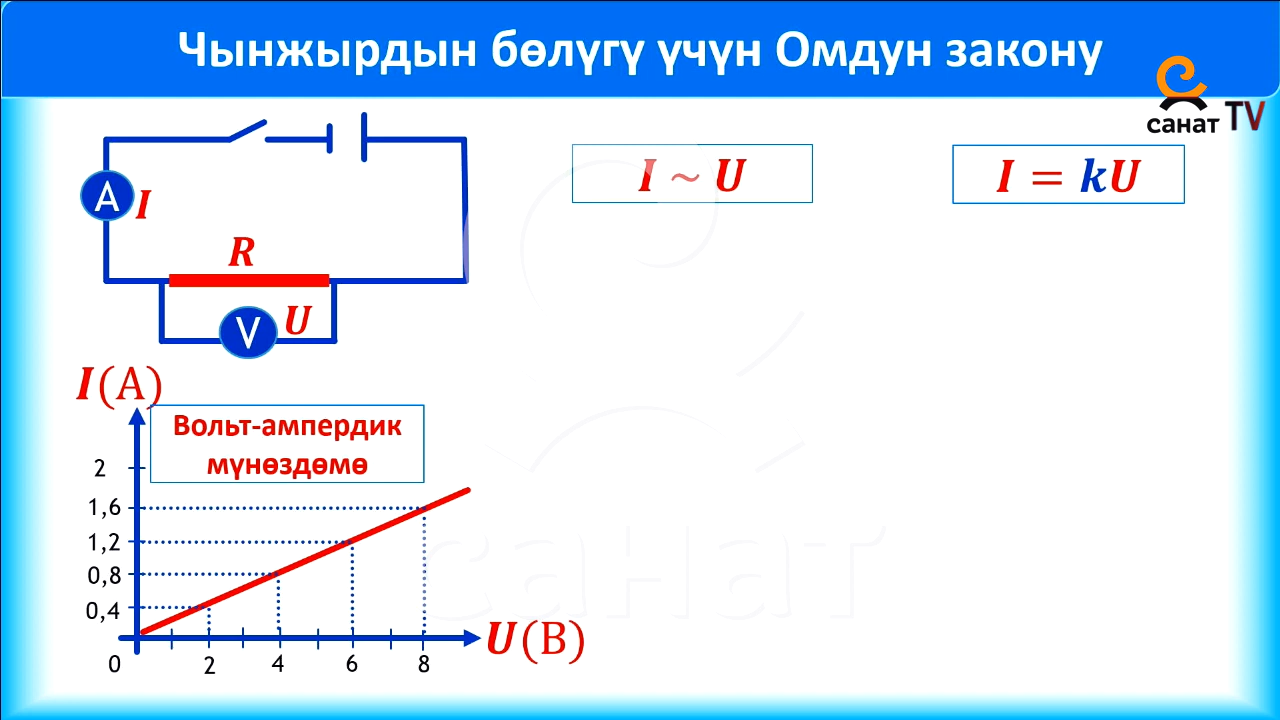 Чынжырдын бөлүгү үчүн Омдун закону
санат TV
I ~ U
I = kU
A
I
R
V
U
I(A)
Вольт-ампердик
мүнөздөмө
2
1,6
1,2
0,8
0,4
0
2
4
6
8
U(B)
санат